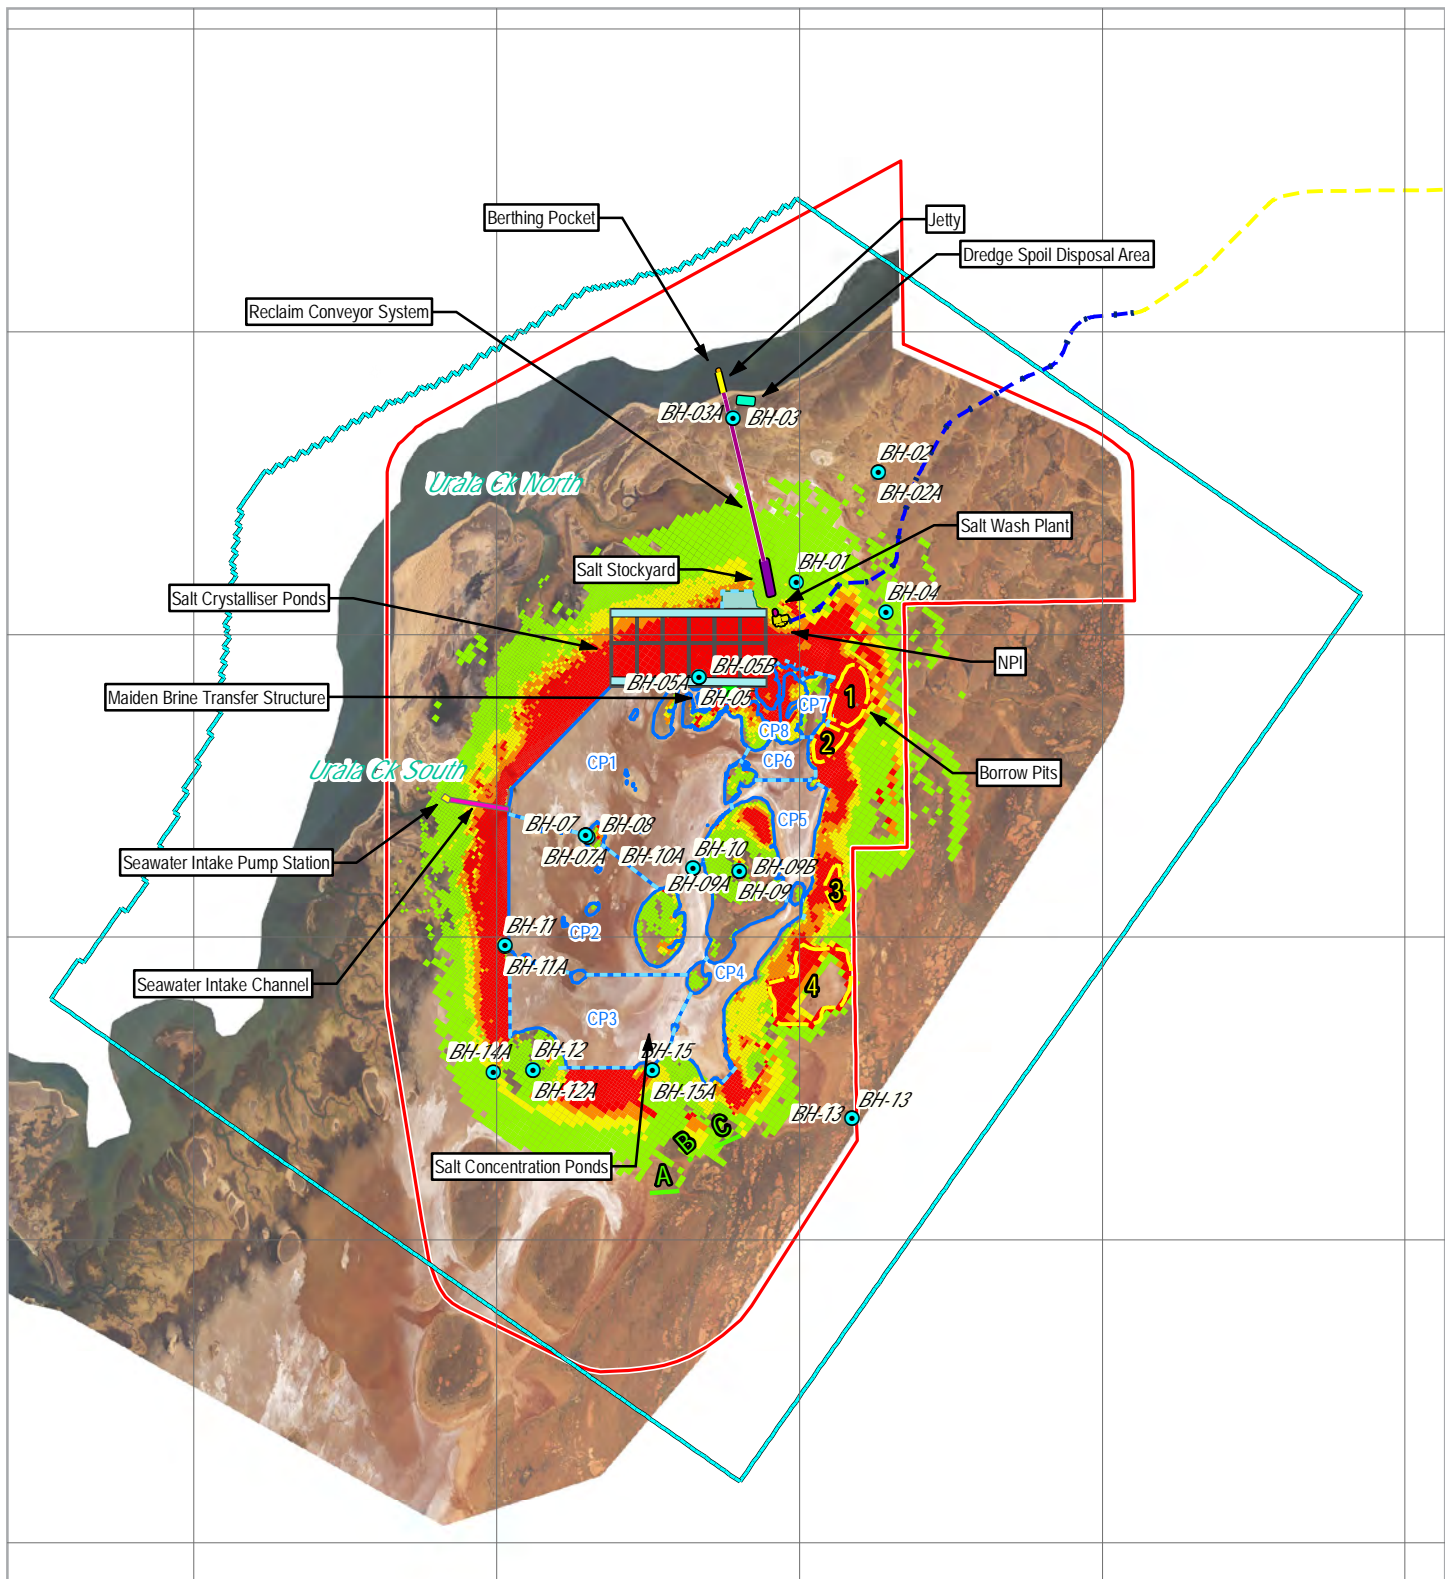 Berthing Pocket
Jetty
Dredge Spoil Disposal Area
Reclaim Conveyor System
BH-03A
BH-03
BH-02
Urala Ck North
BH-02A
Salt Wash Plant
Salt Stockyard
BH-01
Salt Crystalliser Ponds
BH-04
NPI
BH-05B
BH-05A
BH-05
Maiden Brine Transfer Structure
CP7
1
CP8
2
CP6
CP1
Urala Ck South
Borrow Pits
BH-07
BH-08
CP5
BH-07A
BH-10A
BH-10
Seawater Intake Pump Station
BH-09B
BH-09A
BH-09
3
BH-11
CP2
BH-11A
CP4
Seawater Intake Channel
4
CP3
BH-14A
BH-12
BH-15
BH-12A
BH-15A
BH-13
BH-13
C
B
Salt Concentration Ponds
A